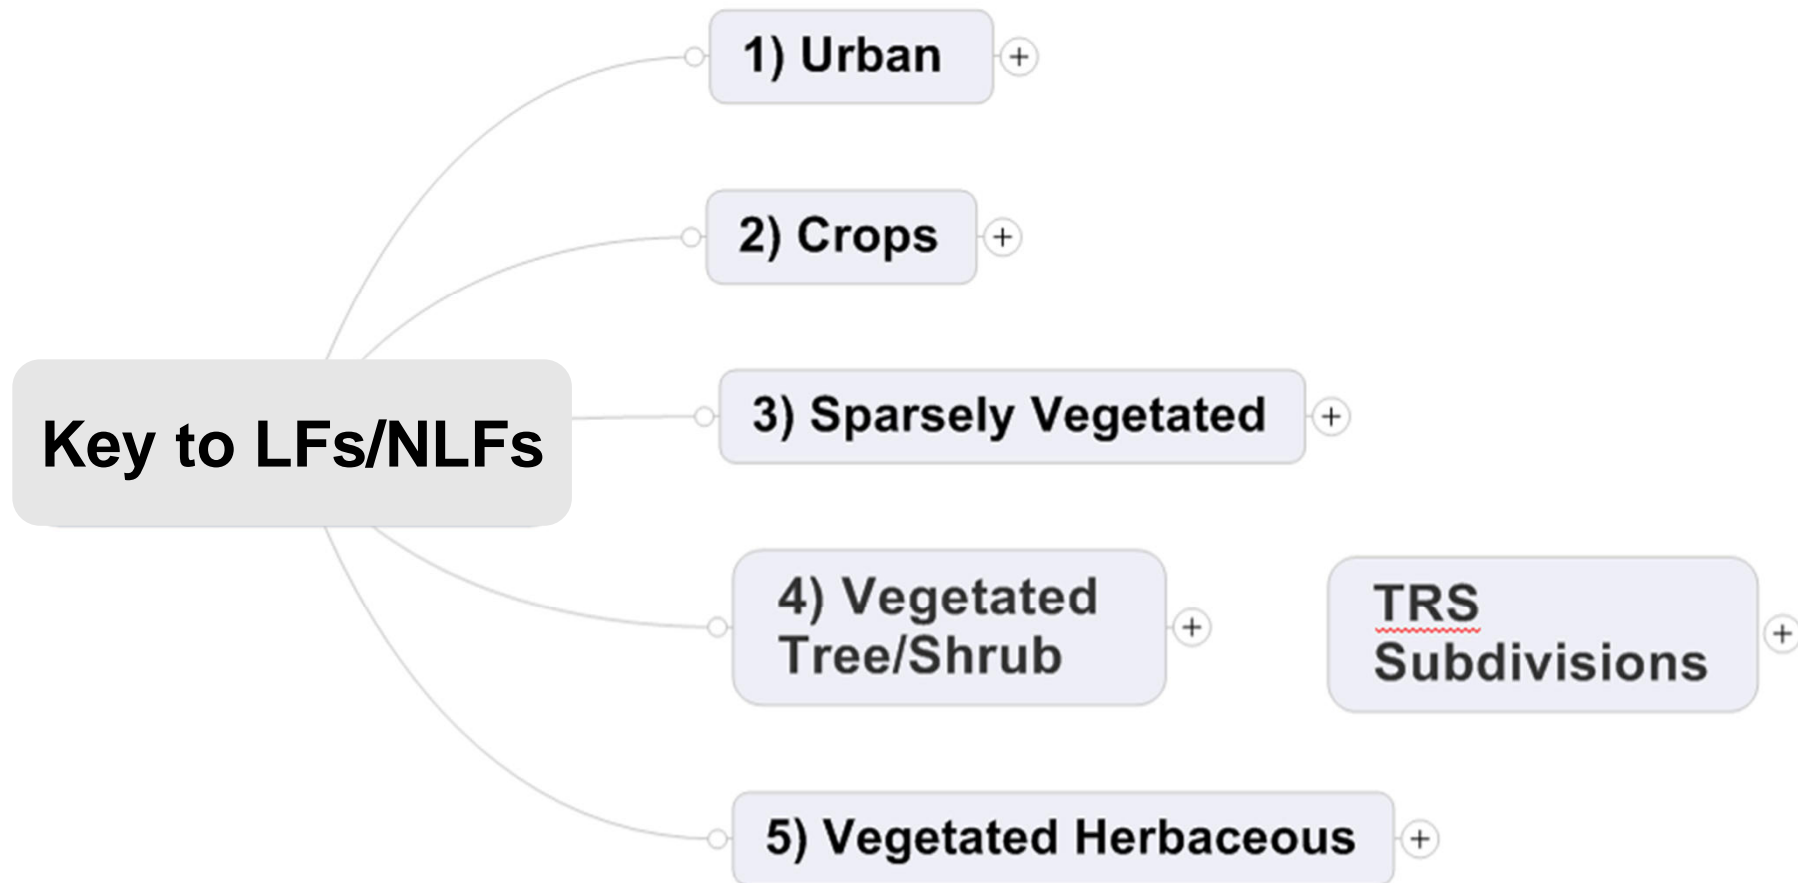 1) Urban
2) Crops
Key to LFs/NLFs
3) Sparsely Vegetated
4) Vegetated
Tree/Shrub
TRS
Subdivisions
5) Vegetated Herbaceous